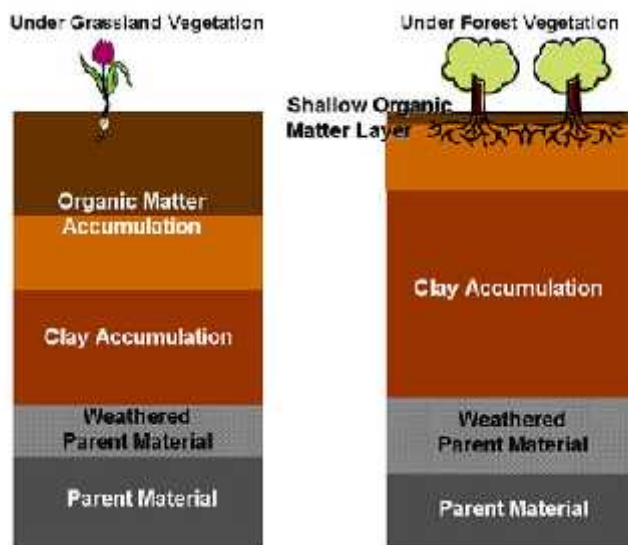 Under Grassland Vegetation
Organic Matter
Accumulation
Clay Accumulation
Weathered
Parent Material
Parent Material
Under Forest Vegetation
Shallow Organic
Matter Layer
Clay Accumulation
Weathered
Parent Material
Parent Material